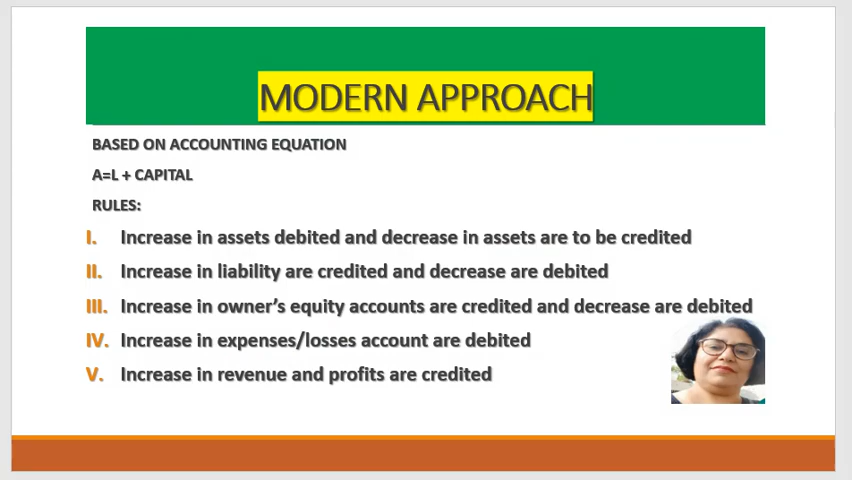 MODERN APPROACH
BASED ON ACCOUNTING EQUATION
A=L + CAPITAL
RULES:
I. Increase in assets debited and decrease in assets are to be credited
II. Increase in liability are credited and decrease are debited
III. Increase in owner's equity accounts are credited and decrease are debited
IV. Increase in expenses/losses account are debited
V. Increase in revenue and profits are credited